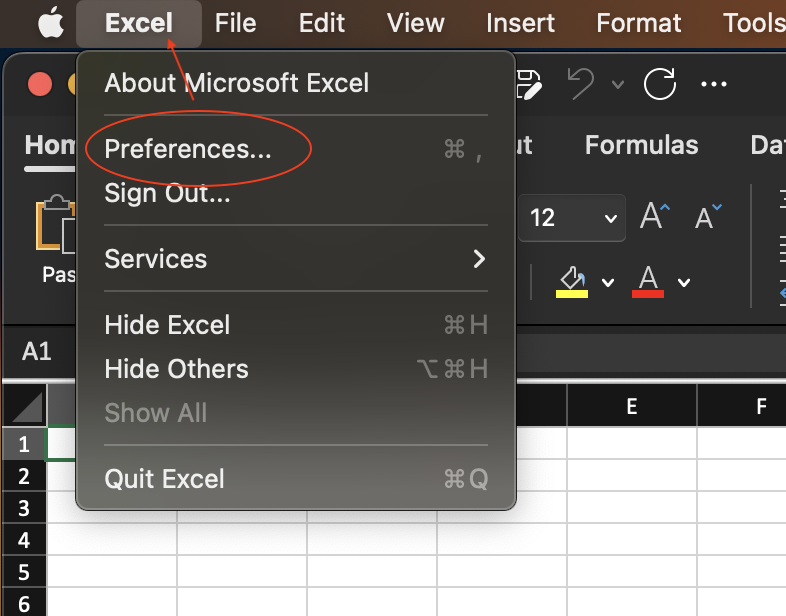 Excel File Edit View Insert Format Tools
About Microsoft Excel
Preferences... ⌘ ,
Sign Out...
Services
Hide Excel ⌘H
Hide Others ⌥⌘H
Show All
Quit Excel ⌘Q
Hom
ut Formulas Da
12 A A
Pas
A
A1
E F
1
2
3
4
5
6